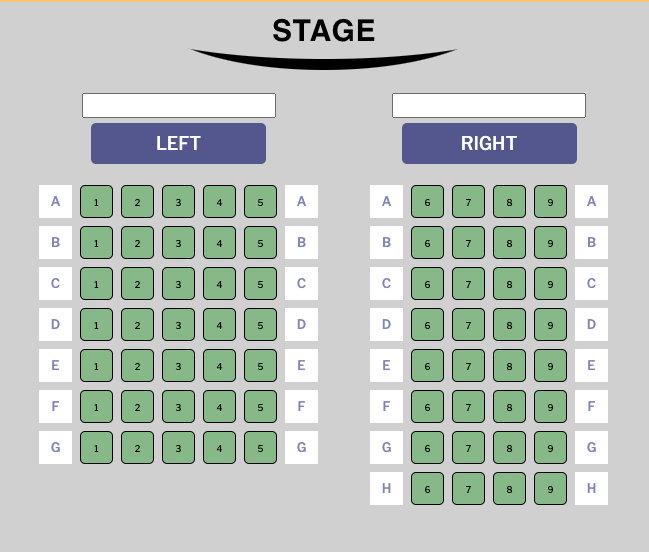 STAGE
LEFT RIGHT
A 1 2 3 4 5 A A 6 7 8 9 A
B 1 2 3 4 5 B B 6 7 8 9 B
C 1 2 3 4 5 C C 6 7 8 9 C
D 1 2 3 4 5 D D 6 7 8 9 D
E 1 2 3 4 5 E E 6 7 8 9 E
F 1 2 3 4 5 F F 6 7 8 9 F
G 1 2 3 4 5 G G 6 7 8 9 G
H 6 7 8 9 H